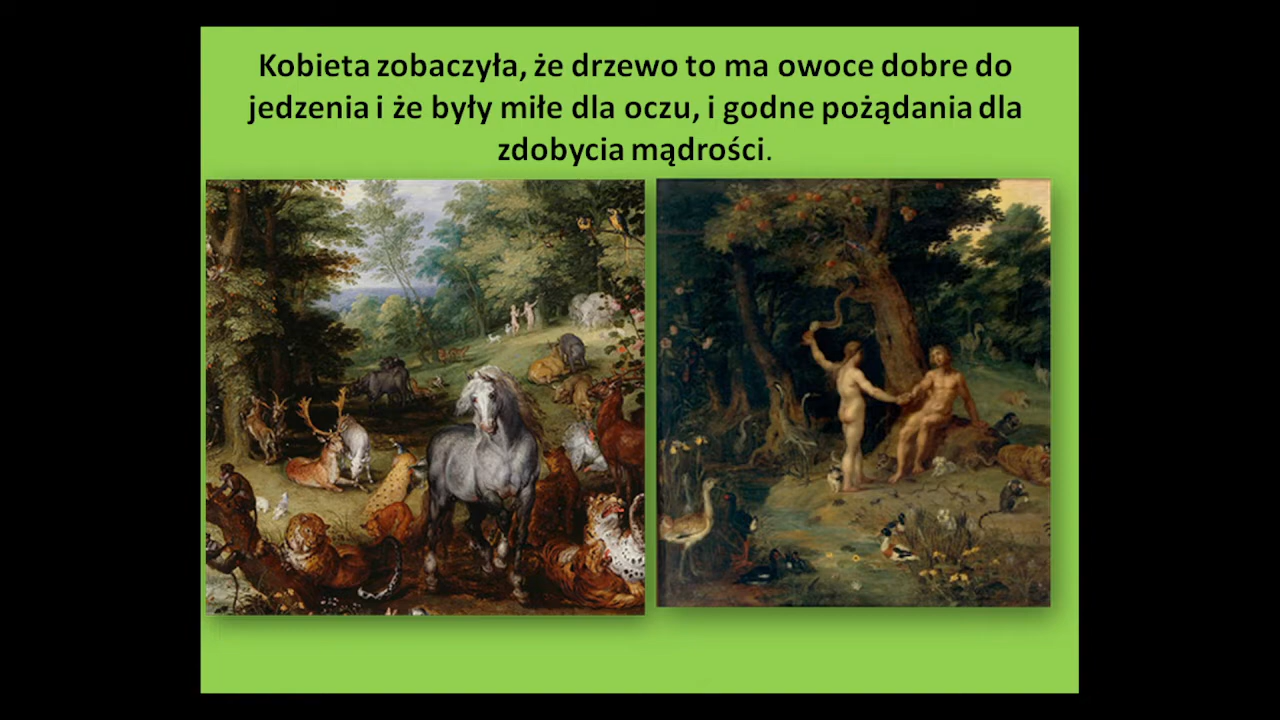 Kobieta zobaczyła, że drzewo to ma owoce dobre do
jedzenia i że były miłe dla oczu, i godne pożądania dla
zdobycia mądrości.